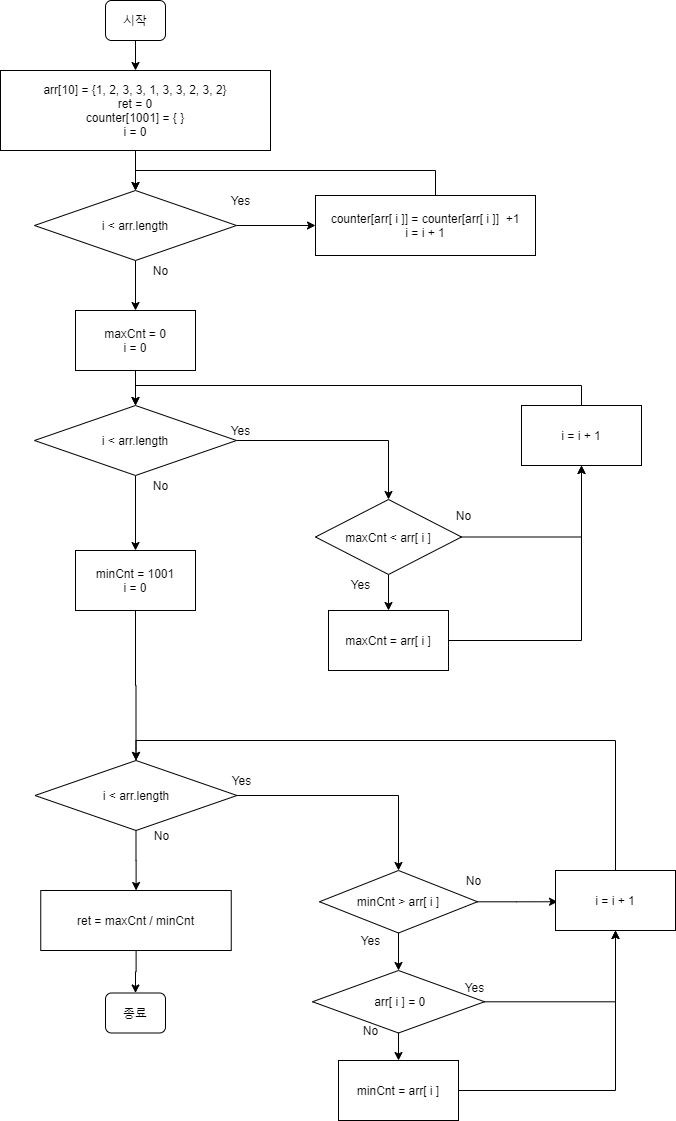 시작
arr[10] = {1, 2, 3, 3, 1, 3, 3, 2, 3, 2}
ret = 0
counter[1001] = { }
i = 0
i < arr.length
Yes
counter[arr[ i ]] = counter[arr[ i ]]  +1
i = i + 1
No
maxCnt = 0
i = 0
i < arr.length
Yes
i = i + 1
No
maxCnt < arr[ i ]
No
Yes
maxCnt = arr[ i ]
minCnt = 1001
i = 0
i < arr.length
Yes
No
minCnt > arr[ i ]
No
i = i + 1
Yes
ret = maxCnt / minCnt
arr[ i ] = 0
Yes
No
minCnt = arr[ i ]
종료